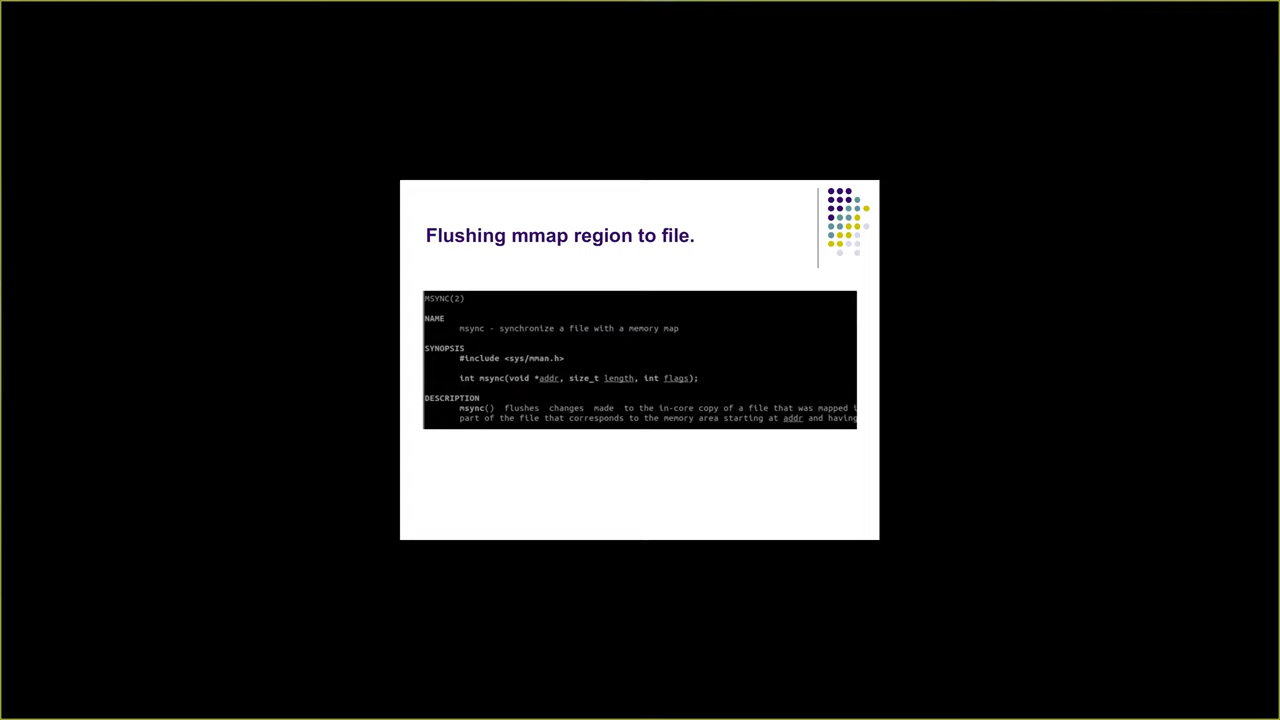 Flushing mmap region to file.
MSYNC(2)
NAME
msync - synchronize a file with a memory map
SYNOPSIS
#include <sys/mman.h>
int msync(void *addr, size_t length, int flags);
DESCRIPTION
msync() flushes changes made to the in-core copy of a file that was mapped
part of the file that corresponds to the memory area starting at addr and having